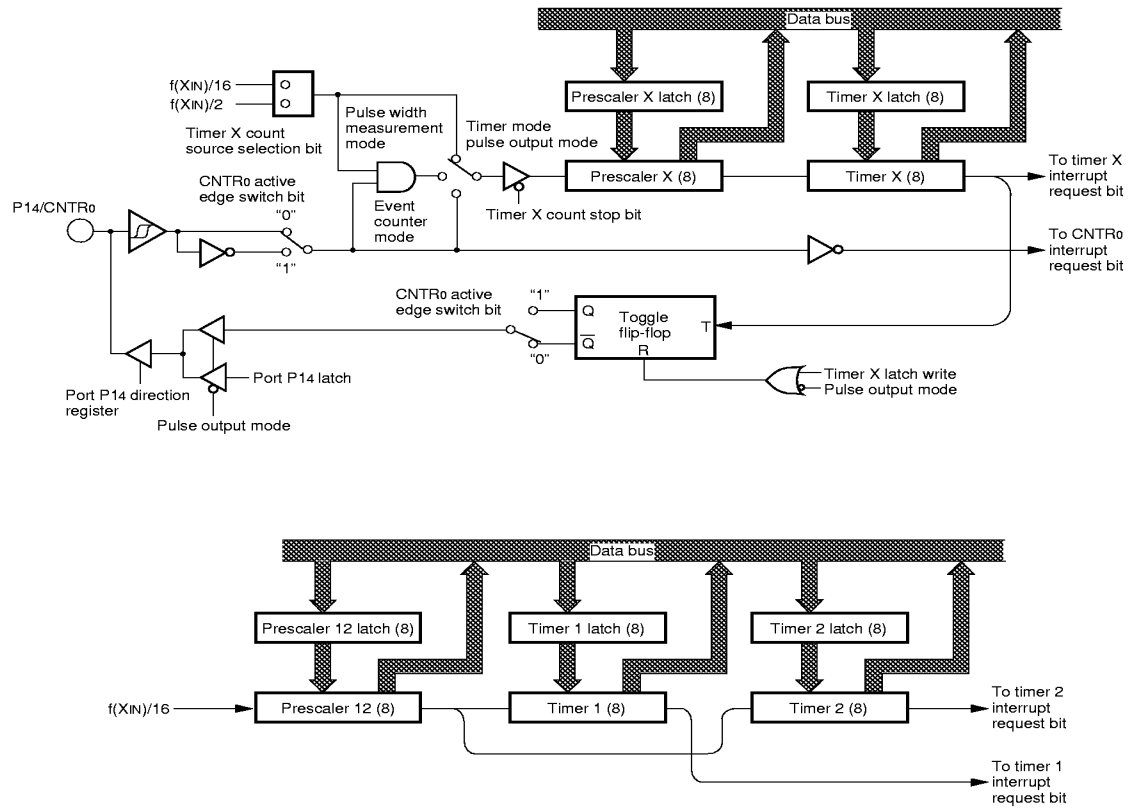 Data bus
f(XIN)/16
f(XIN)/2
Timer X count
source selection bit
Pulse width
measurement
mode
Timer mode
pulse output mode
Prescaler X latch (8)
Timer X latch (8)
Prescaler X (8)
Timer X (8)
To timer X
interrupt
request bit
CNTR0 active
edge switch bit
P14/CNTR0
“0”
“1”
Event
counter
mode
Timer X count stop bit
To CNTR0
interrupt
request bit
CNTR0 active
edge switch bit
“1”
“0”
Q
Q̅
Toggle
flip-flop
T
R
Timer X latch write
Pulse output mode
Port P14 latch
Port P14 direction
register
Pulse output mode
Data bus
Prescaler 12 latch (8)
Timer 1 latch (8)
Timer 2 latch (8)
f(XIN)/16
Prescaler 12 (8)
Timer 1 (8)
Timer 2 (8)
To timer 2
interrupt
request bit
To timer 1
interrupt
request bit